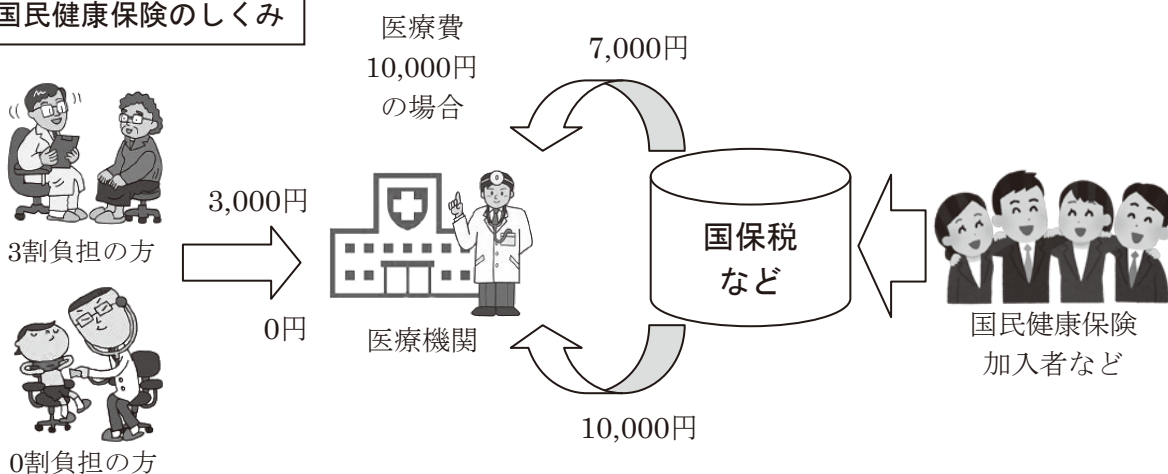 国民健康保険のしくみ
医療費
10,000円
の場合
7,000円
3割負担の方
3,000円
0円
0割負担の方
医療機関
国保税
など
10,000円
国民健康保険
加入者など